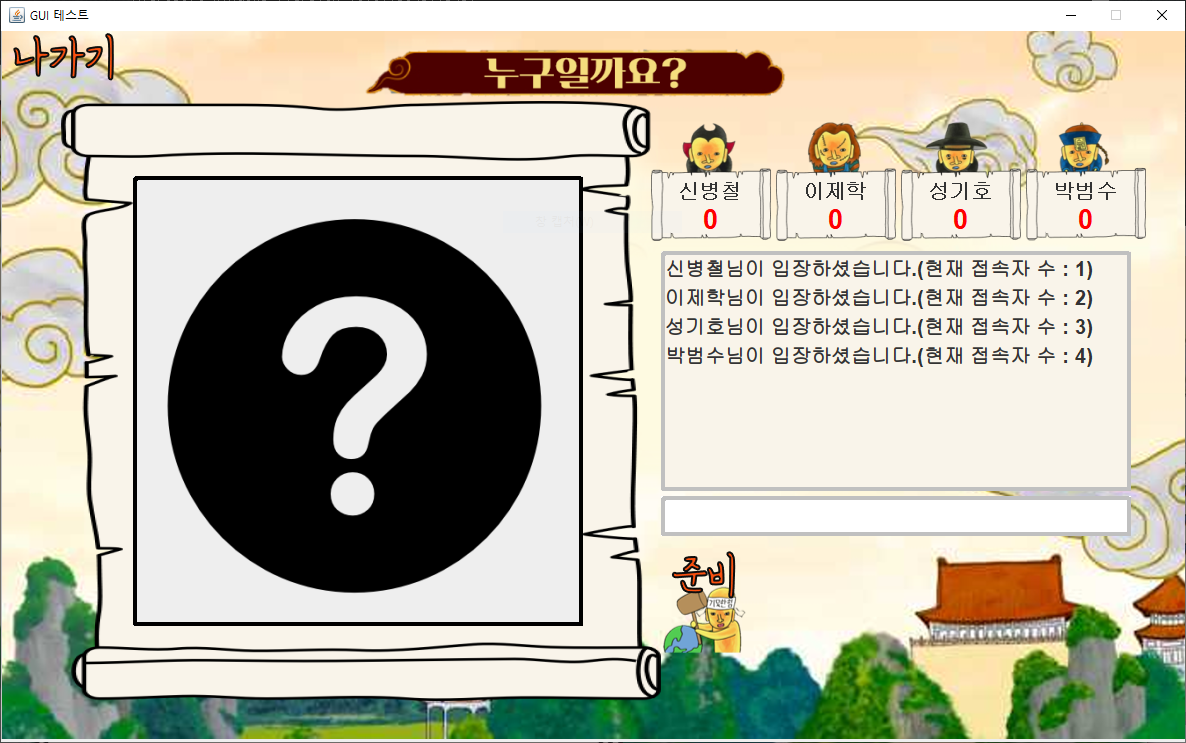 GUI 테스트
나가기
누구일까요?
?
신병철
0
이제학
0
성기호
0
박범수
0
신병철님이 입장하셨습니다.(현재 접속자 수 : 1)
이제학님이 입장하셨습니다.(현재 접속자 수 : 2)
성기호님이 입장하셨습니다.(현재 접속자 수 : 3)
박범수님이 입장하셨습니다.(현재 접속자 수 : 4)
준비